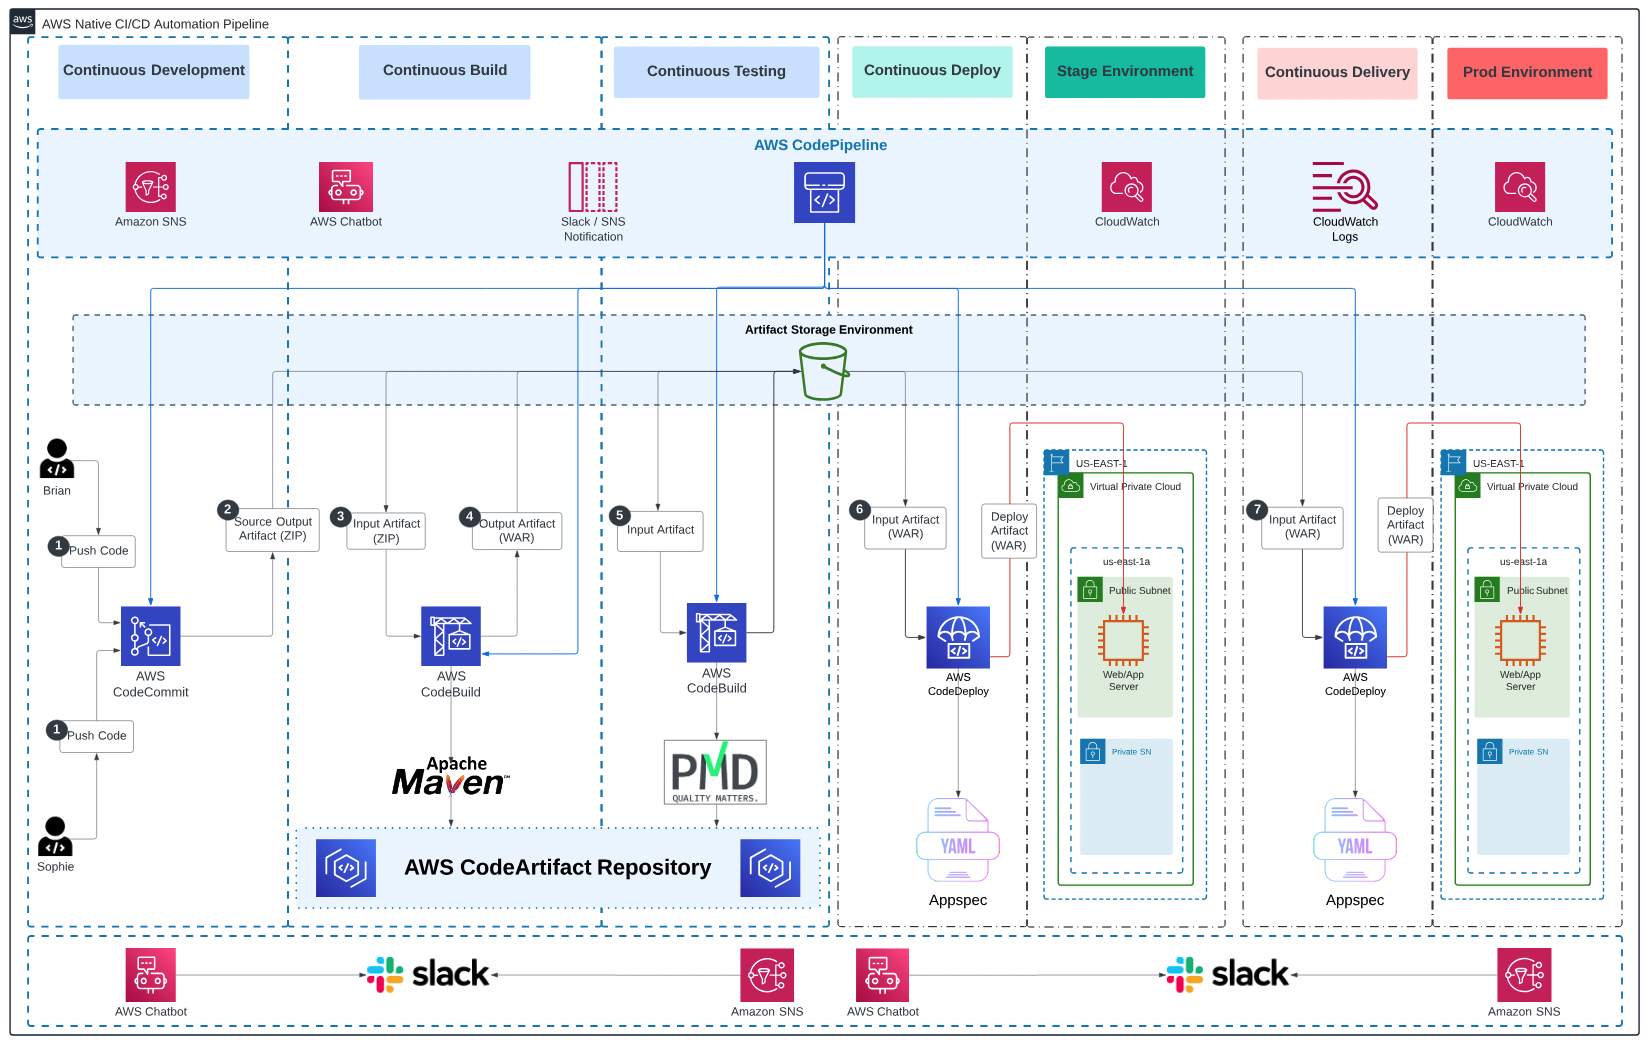 aws
AWS Native CI/CD Automation Pipeline
Continuous Development
Continuous Build
Continuous Testing
Continuous Deploy
Stage Environment
Continuous Delivery
Prod Environment
AWS CodePipeline
Amazon SNS
AWS Chatbot
Slack / SNS
Notification
CloudWatch
CloudWatch
Logs
CloudWatch
Artifact Storage Environment
Brian
1
Push Code
2
Source Output
Artifact (ZIP)
3
Input Artifact
(ZIP)
4
Output Artifact
(WAR)
5
Input Artifact
6
Input Artifact
(WAR)
Deploy
Artifact
(WAR)
US-EAST-1
Virtual Private Cloud
us-east-1a
Public Subnet
Web/App
Server
Private SN
7
Input Artifact
(WAR)
Deploy
Artifact
(WAR)
US-EAST-1
Virtual Private Cloud
us-east-1a
Public Subnet
Web/App
Server
Private SN
AWS
CodeCommit
AWS
CodeBuild
AWS
CodeBuild
AWS
CodeDeploy
AWS
CodeDeploy
1
Push Code
Sophie
Apache
Maven™
PMD
QUALITY MATTERS.
YAML
Appspec
YAML
Appspec
AWS CodeArtifact Repository
AWS Chatbot
slack
Amazon SNS
AWS Chatbot
slack
Amazon SNS